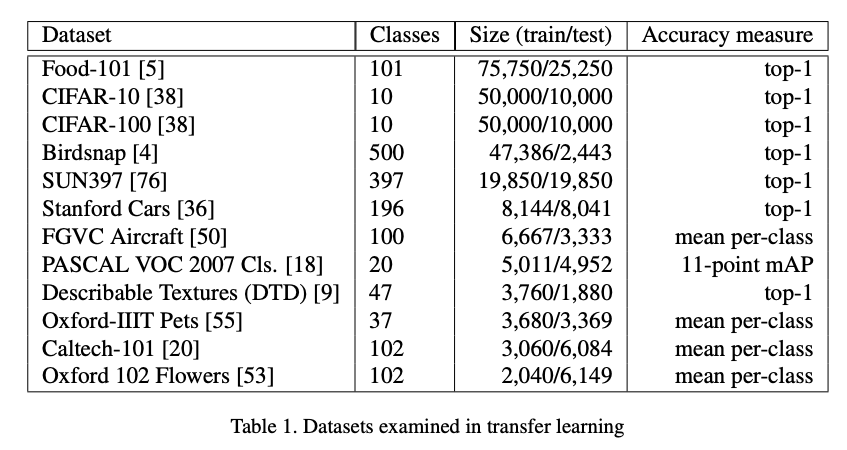 Dataset Classes Size (train/test) Accuracy measure
Food-101 [5] 101 75,750/25,250 top-1
CIFAR-10 [38] 10 50,000/10,000 top-1
CIFAR-100 [38] 10 50,000/10,000 top-1
Birdsnap [4] 500 47,386/2,443 top-1
SUN397 [76] 397 19,850/19,850 top-1
Stanford Cars [36] 196 8,144/8,041 top-1
FGVC Aircraft [50] 100 6,667/3,333 mean per-class
PASCAL VOC 2007 Cls. [18] 20 5,011/4,952 11-point mAP
Describable Textures (DTD) [9] 47 3,760/1,880 top-1
Oxford-IIIT Pets [55] 37 3,680/3,369 mean per-class
Caltech-101 [20] 102 3,060/6,084 mean per-class
Oxford 102 Flowers [53] 102 2,040/6,149 mean per-class
Table 1. Datasets examined in transfer learning